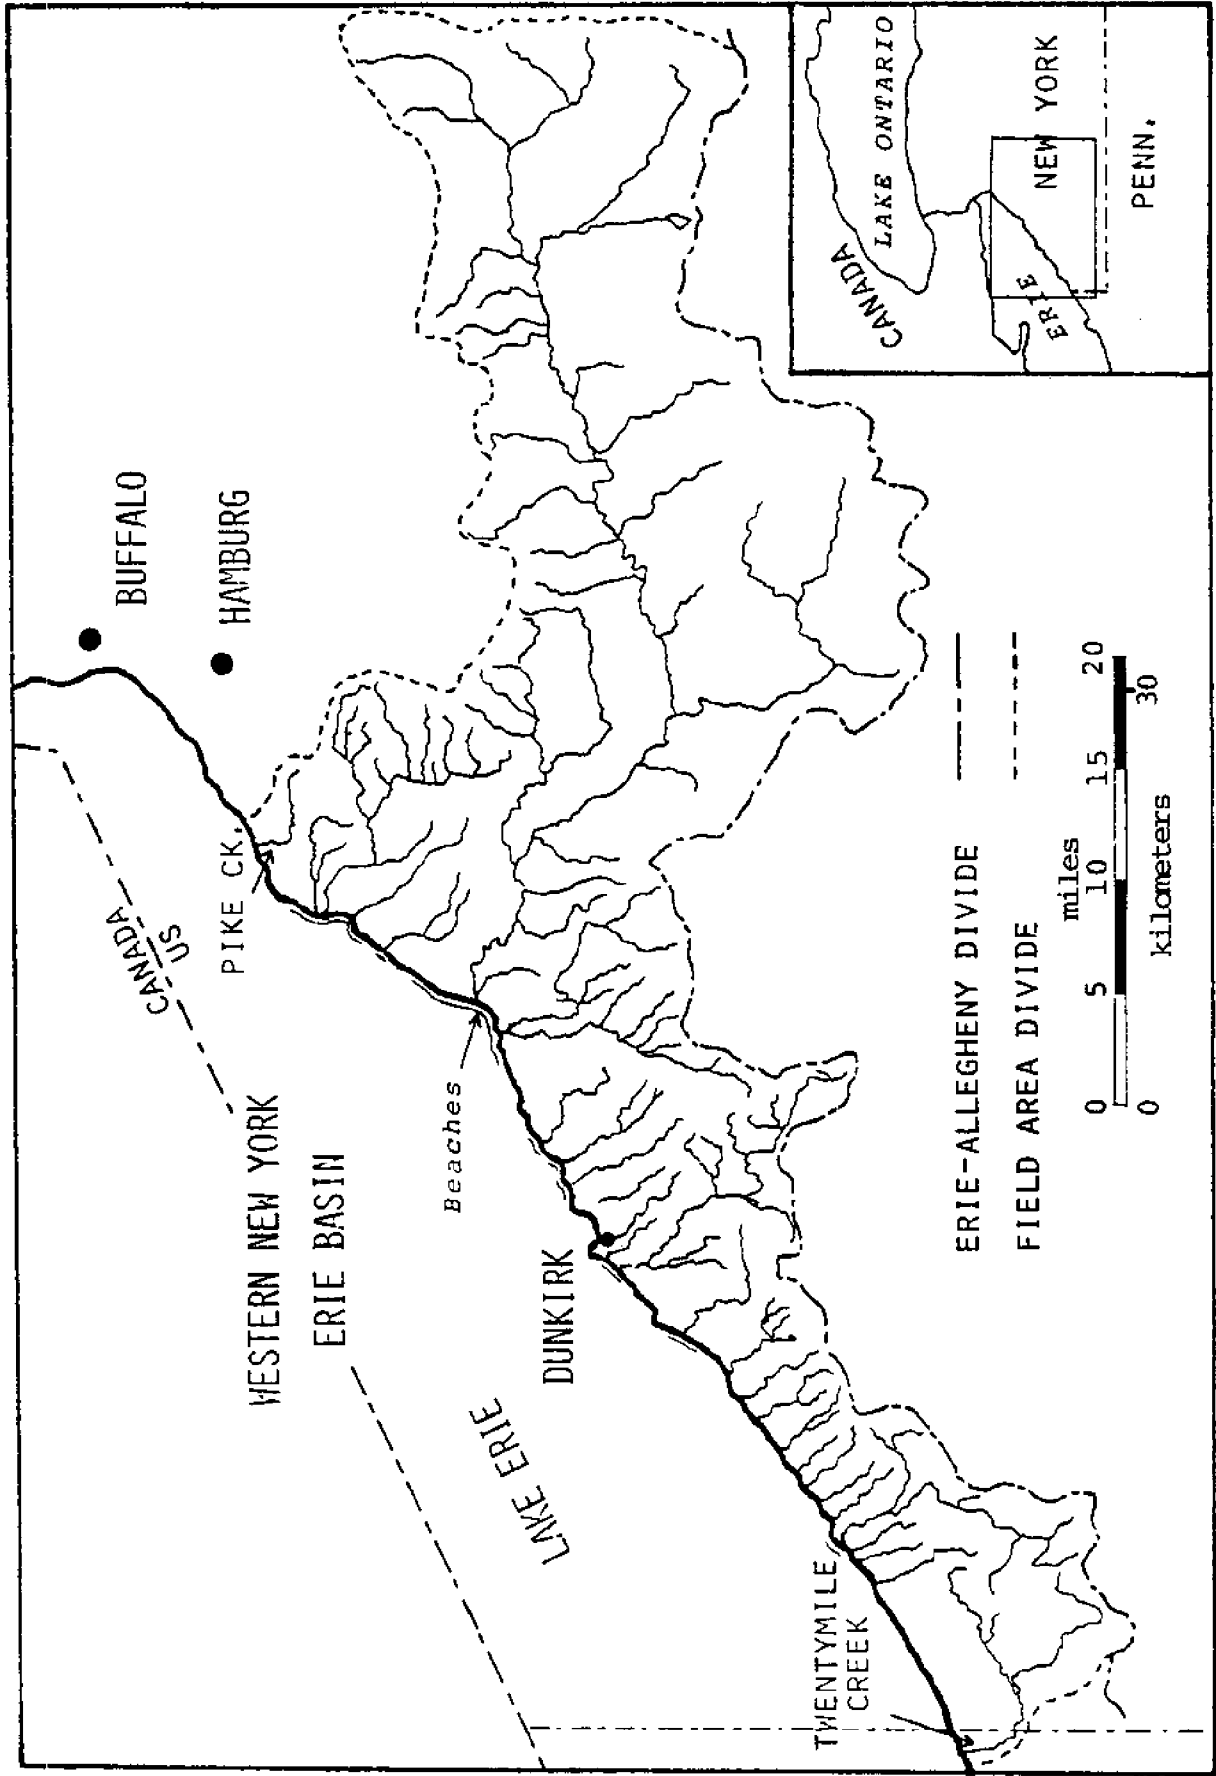 WESTERN NEW YORK
ERIE BASIN
CANADA
US
BUFFALO
HAMBURG
PIKE CK.
Beaches
LAKE ERIE
DUNKIRK
TWENTYMILE
CREEK
ERIE-ALLEGHENY DIVIDE
FIELD AREA DIVIDE
miles
0 5 10 15 20
0 30
kilometers
CANADA
LAKE ONTARIO
ERIE
NEW YORK
PENN.